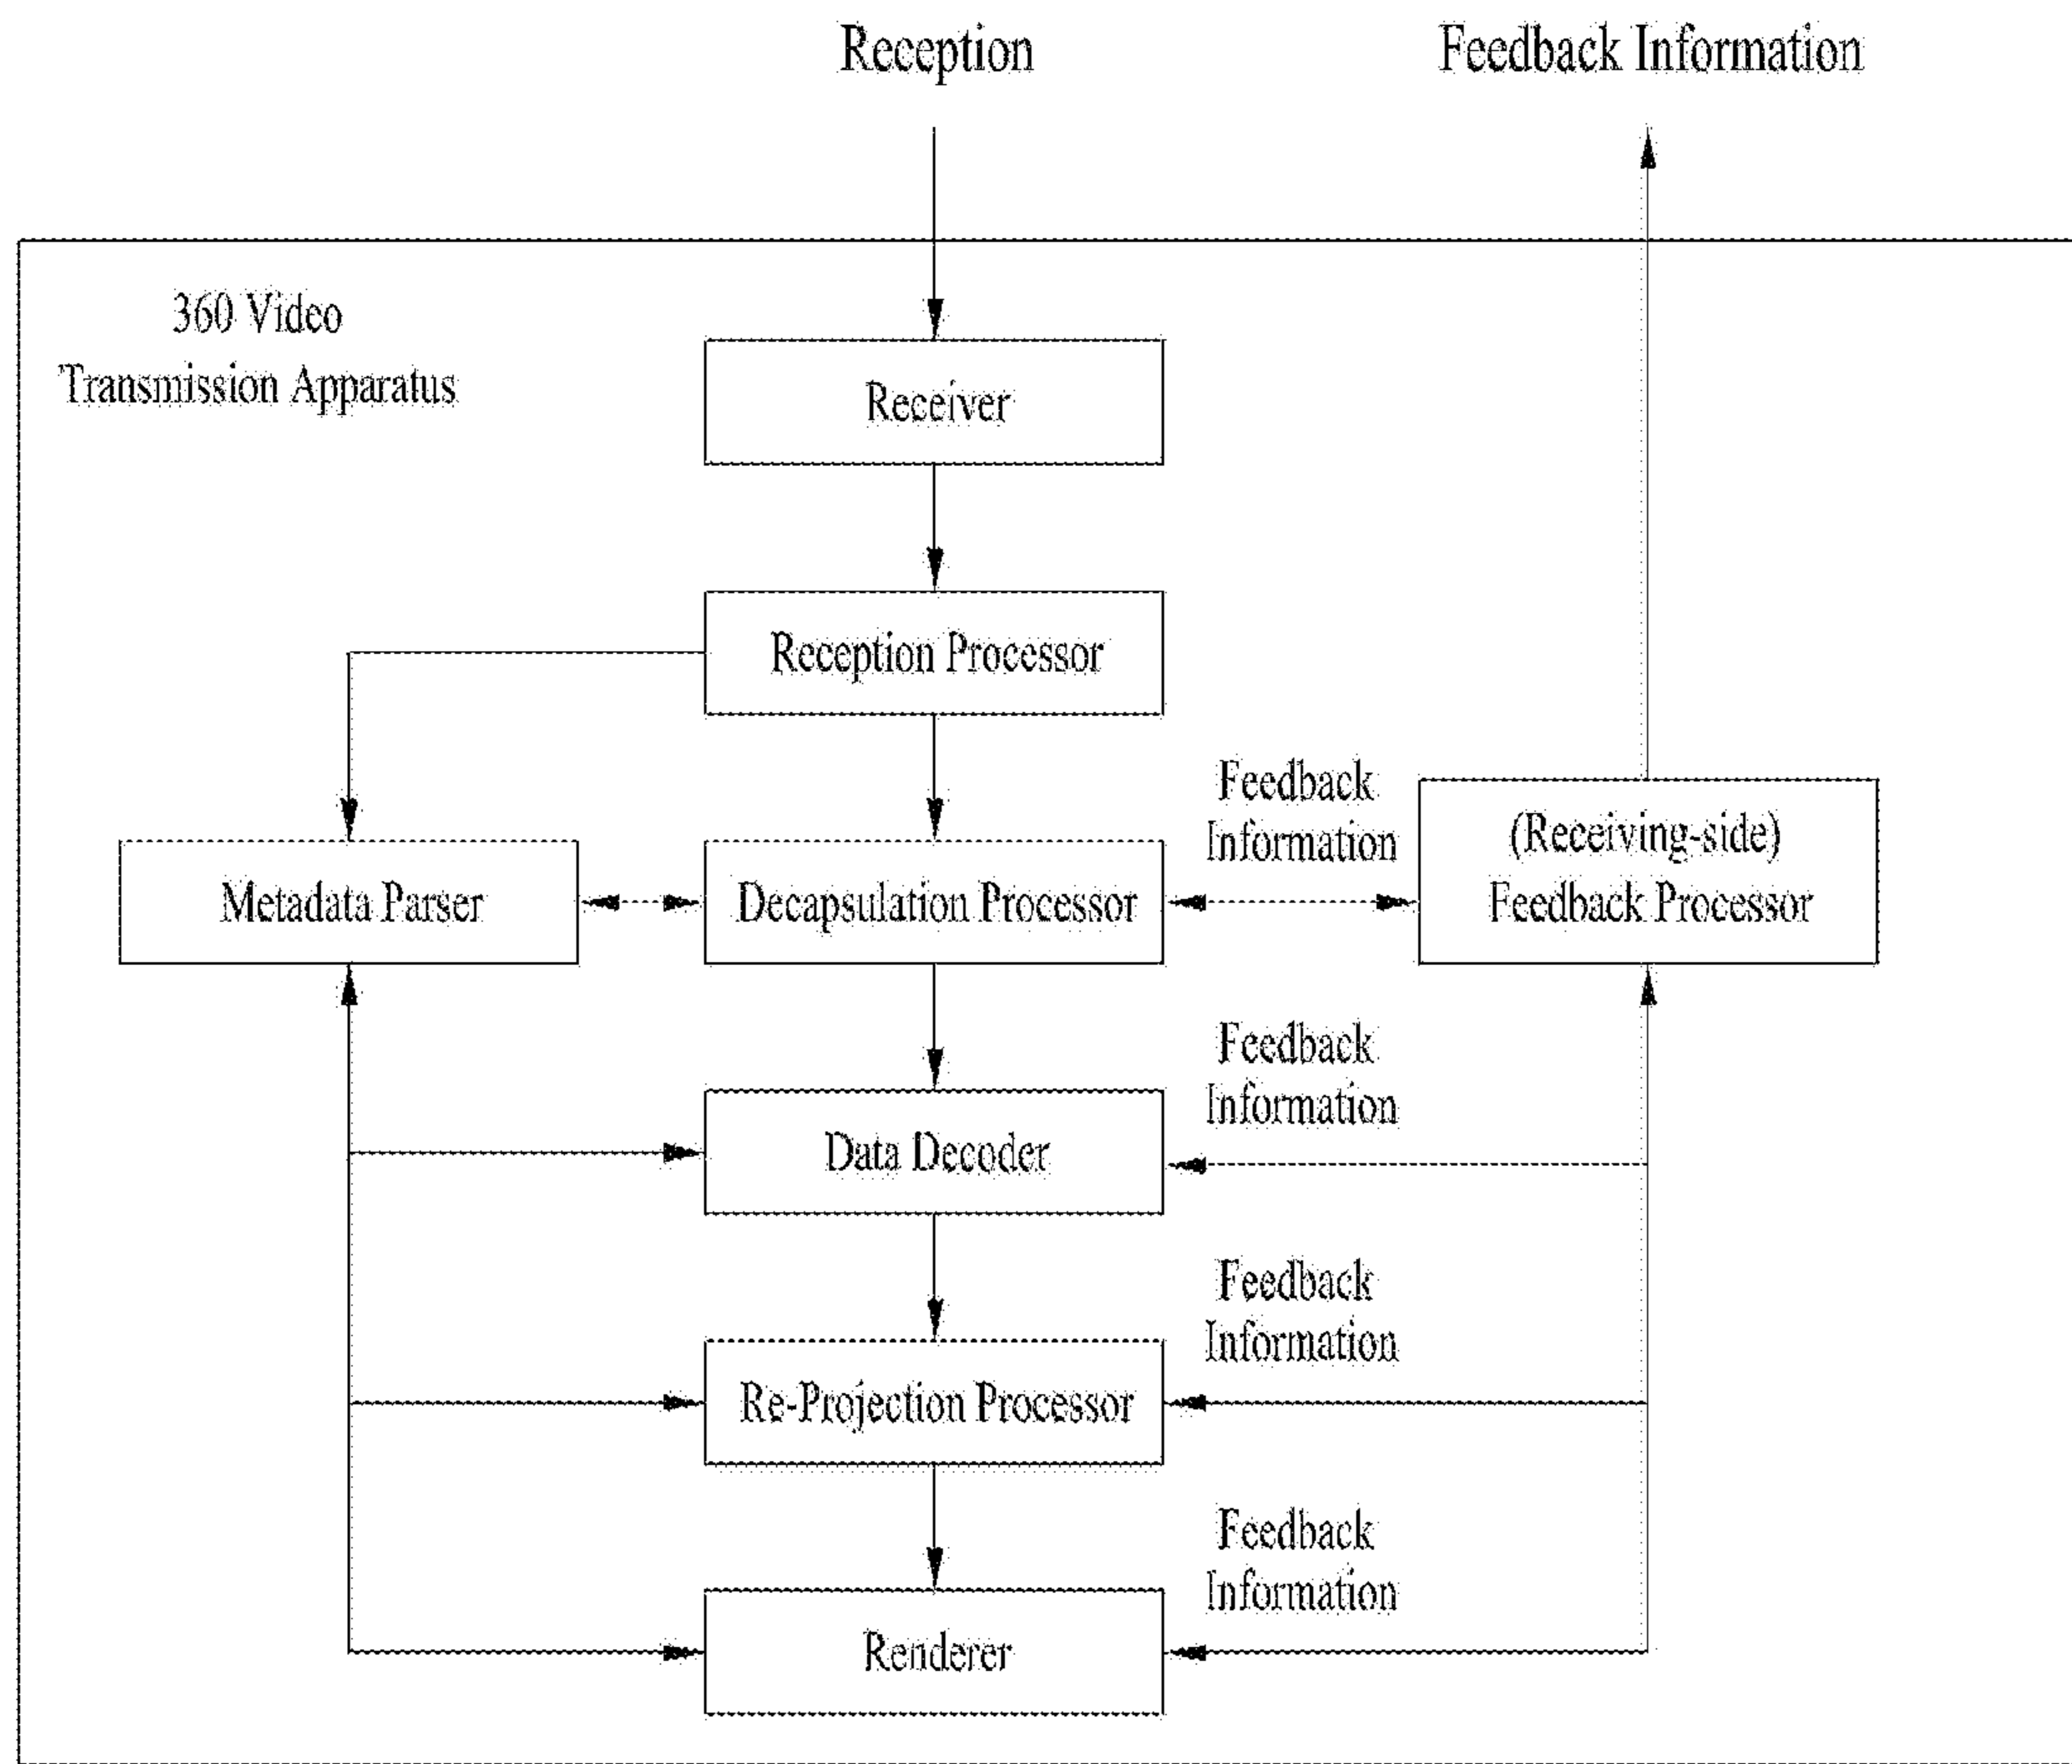 Reception
Feedback Information
360 Video
Transmission Apparatus
Receiver
Reception Processor
Metadata Parser
Decapsulation Processor
Feedback
Information
(Receiving-side)
Feedback Processor
Data Decoder
Feedback
Information
Re-Projection Processor
Feedback
Information
Renderer
Feedback
Information